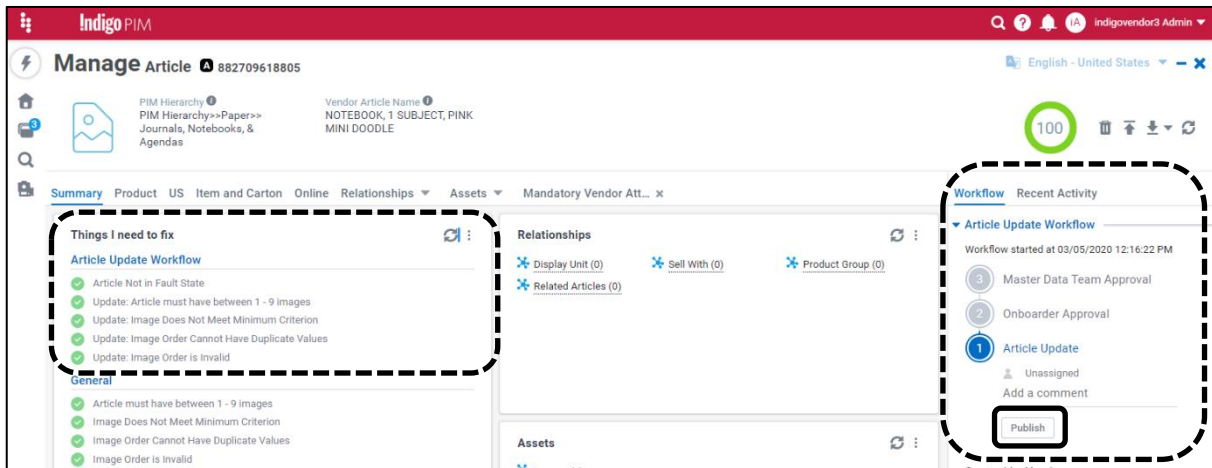 Indigo PIM
iA indigovendor3 Admin
Manage Article A 882709618805
English - United States
PIM Hierarchy
PIM Hierarchy>>Paper>>
Journals, Notebooks, &
Agendas
Vendor Article Name
NOTEBOOK, 1 SUBJECT, PINK
MINI DOODLE
100
3
Summary Product US Item and Carton Online Relationships Assets Mandatory Vendor Att... x
Workflow Recent Activity
Things I need to fix
Article Update Workflow
Article Not in Fault State
Update: Article must have between 1 - 9 images
Update: Image Does Not Meet Minimum Criterion
Update: Image Order Cannot Have Duplicate Values
Update: Image Order is Invalid
General
Article must have between 1 - 9 images
Image Does Not Meet Minimum Criterion
Image Order Cannot Have Duplicate Values
Image Order is Invalid
Relationships
Display Unit (0) Sell With (0) Product Group (0)
Related Articles (0)
Assets
Article Update Workflow
Workflow started at 03/05/2020 12:16:22 PM
3 Master Data Team Approval
2 Onboarder Approval
1 Article Update
Unassigned
Add a comment
Publish